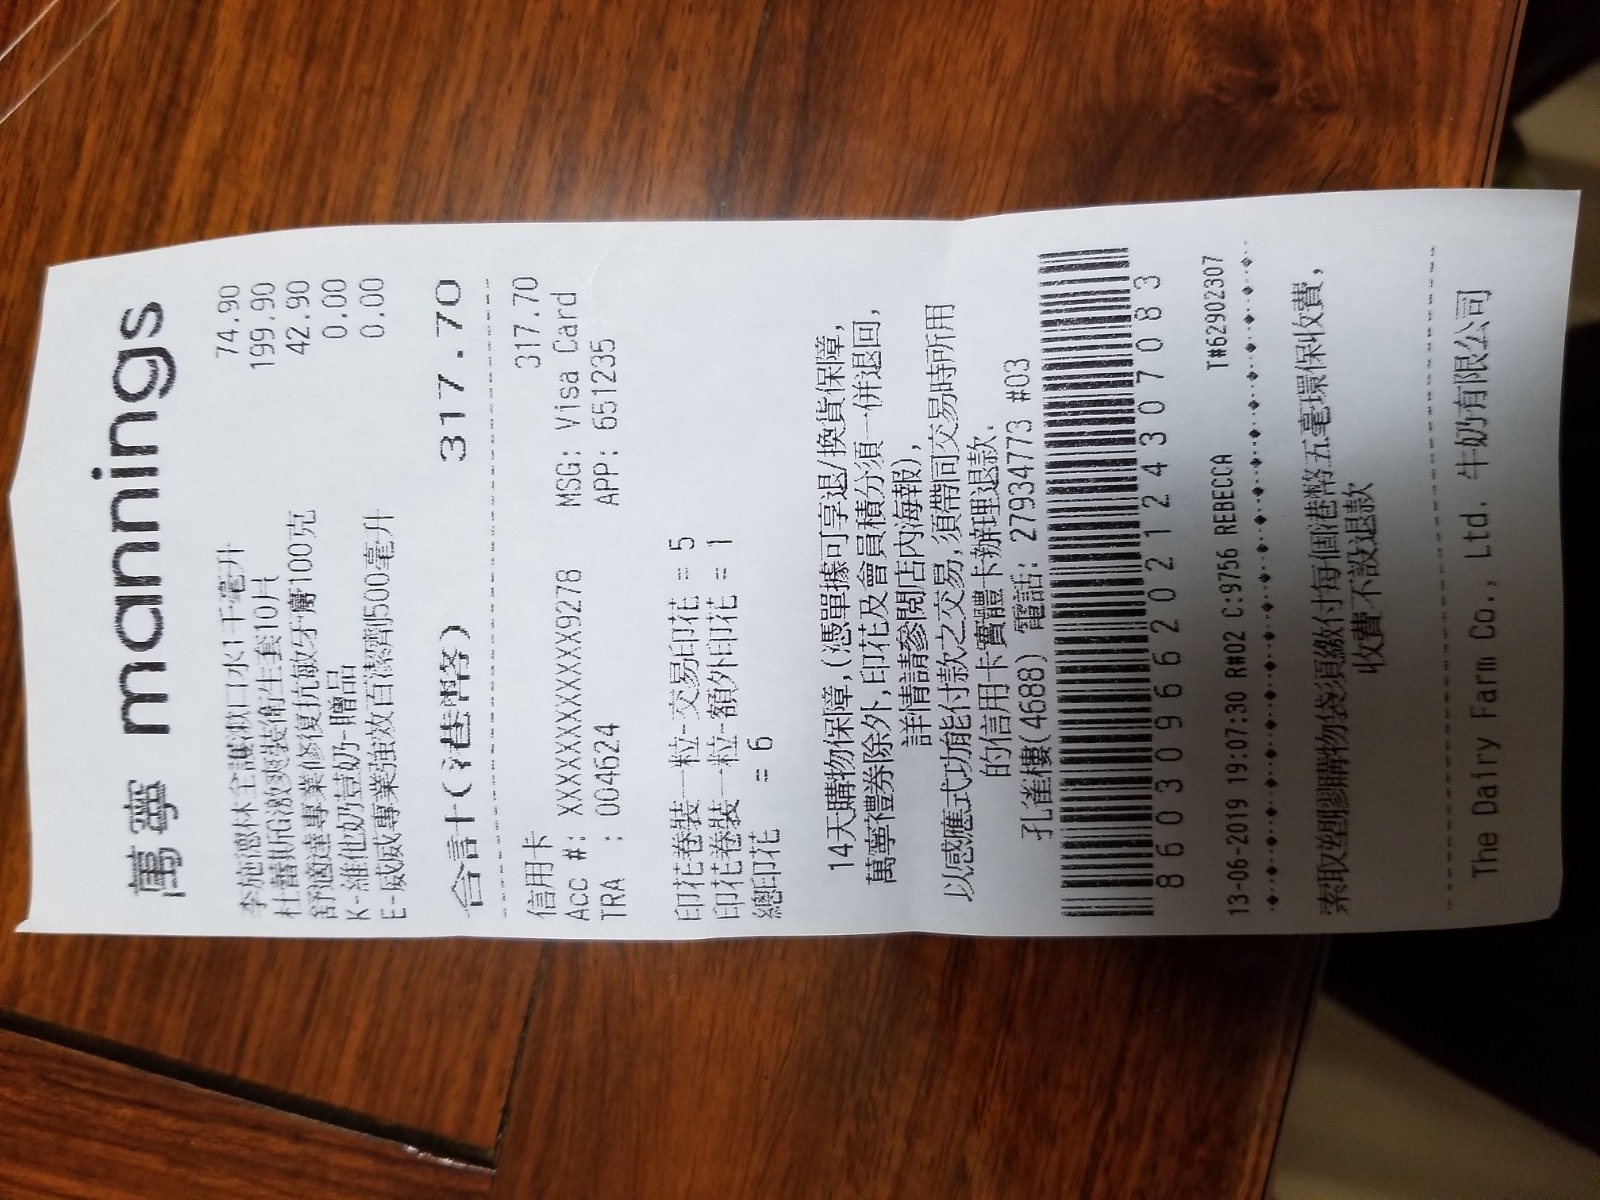 萬寧 mannings
李施德林全護漱口水1千毫升 74.90
杜蕾斯G激爽裝衛生套10片 199.90
舒適達專業修復抗敏牙膏100克 42.90
K-維他奶荳奶-贈品 0.00
E-威威專業強效百潔劑500毫升 0.00
合計(港幣) 317.70
信用卡 317.70
ACC #: XXXXXXXXXXXX9278 MSG: Visa Card
TRA : 004624 APP: 651235
印花卷裝一粒-交易印花 = 5
印花卷裝一粒-額外印花 = 1
總印花 = 6
14天購物保障,(憑單據可享退/換貨保障,
萬寧禮券除外,印花及會員積分須一併退回,
詳情請參閱店內海報),
以感應式功能付款之交易,須帶同交易時所用
的信用卡實體卡辦理退款.
孔雀樓(4688) 電話: 27934773 #03
86030966202124307083
13-06-2019 19:07:30 R#02 C:9756 REBECCA T#62902307
索取塑膠購物袋須繳付每個港幣五毫環保收費,
收費不設退款
The Dairy Farm Co., Ltd. 牛奶有限公司